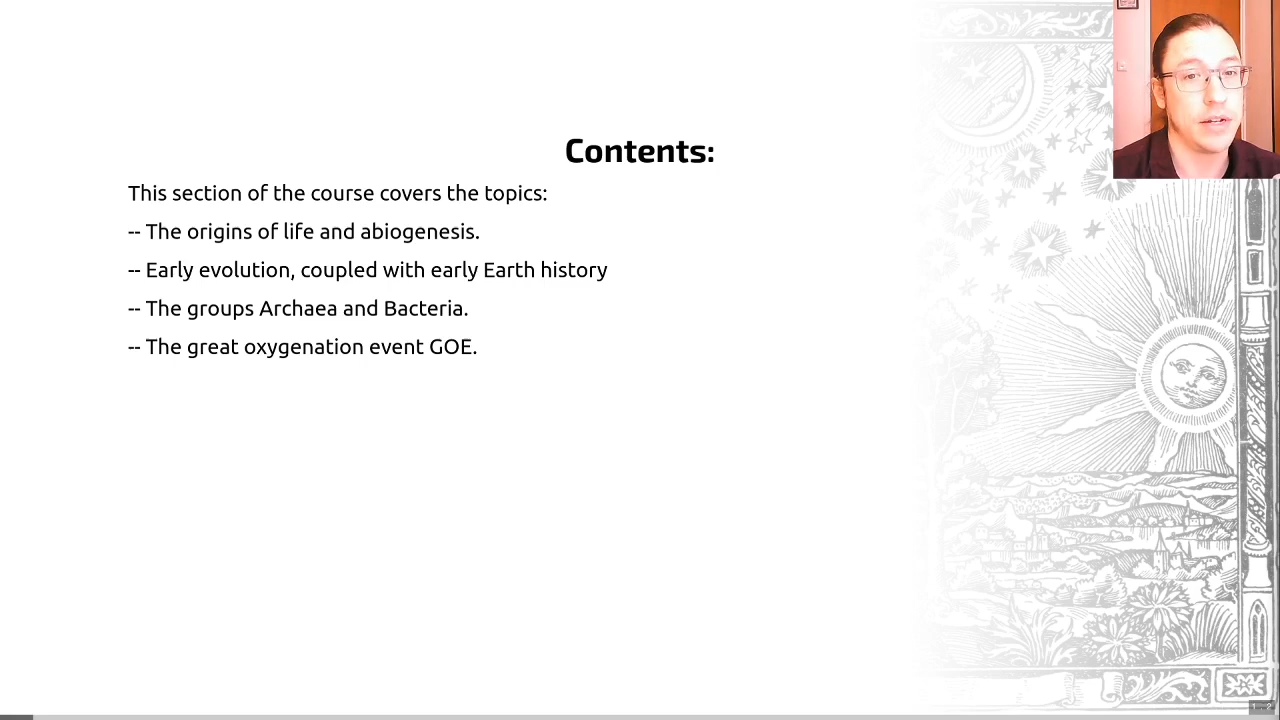 Contents:
This section of the course covers the topics:
-- The origins of life and abiogenesis.
-- Early evolution, coupled with early Earth history
-- The groups Archaea and Bacteria.
-- The great oxygenation event GOE.